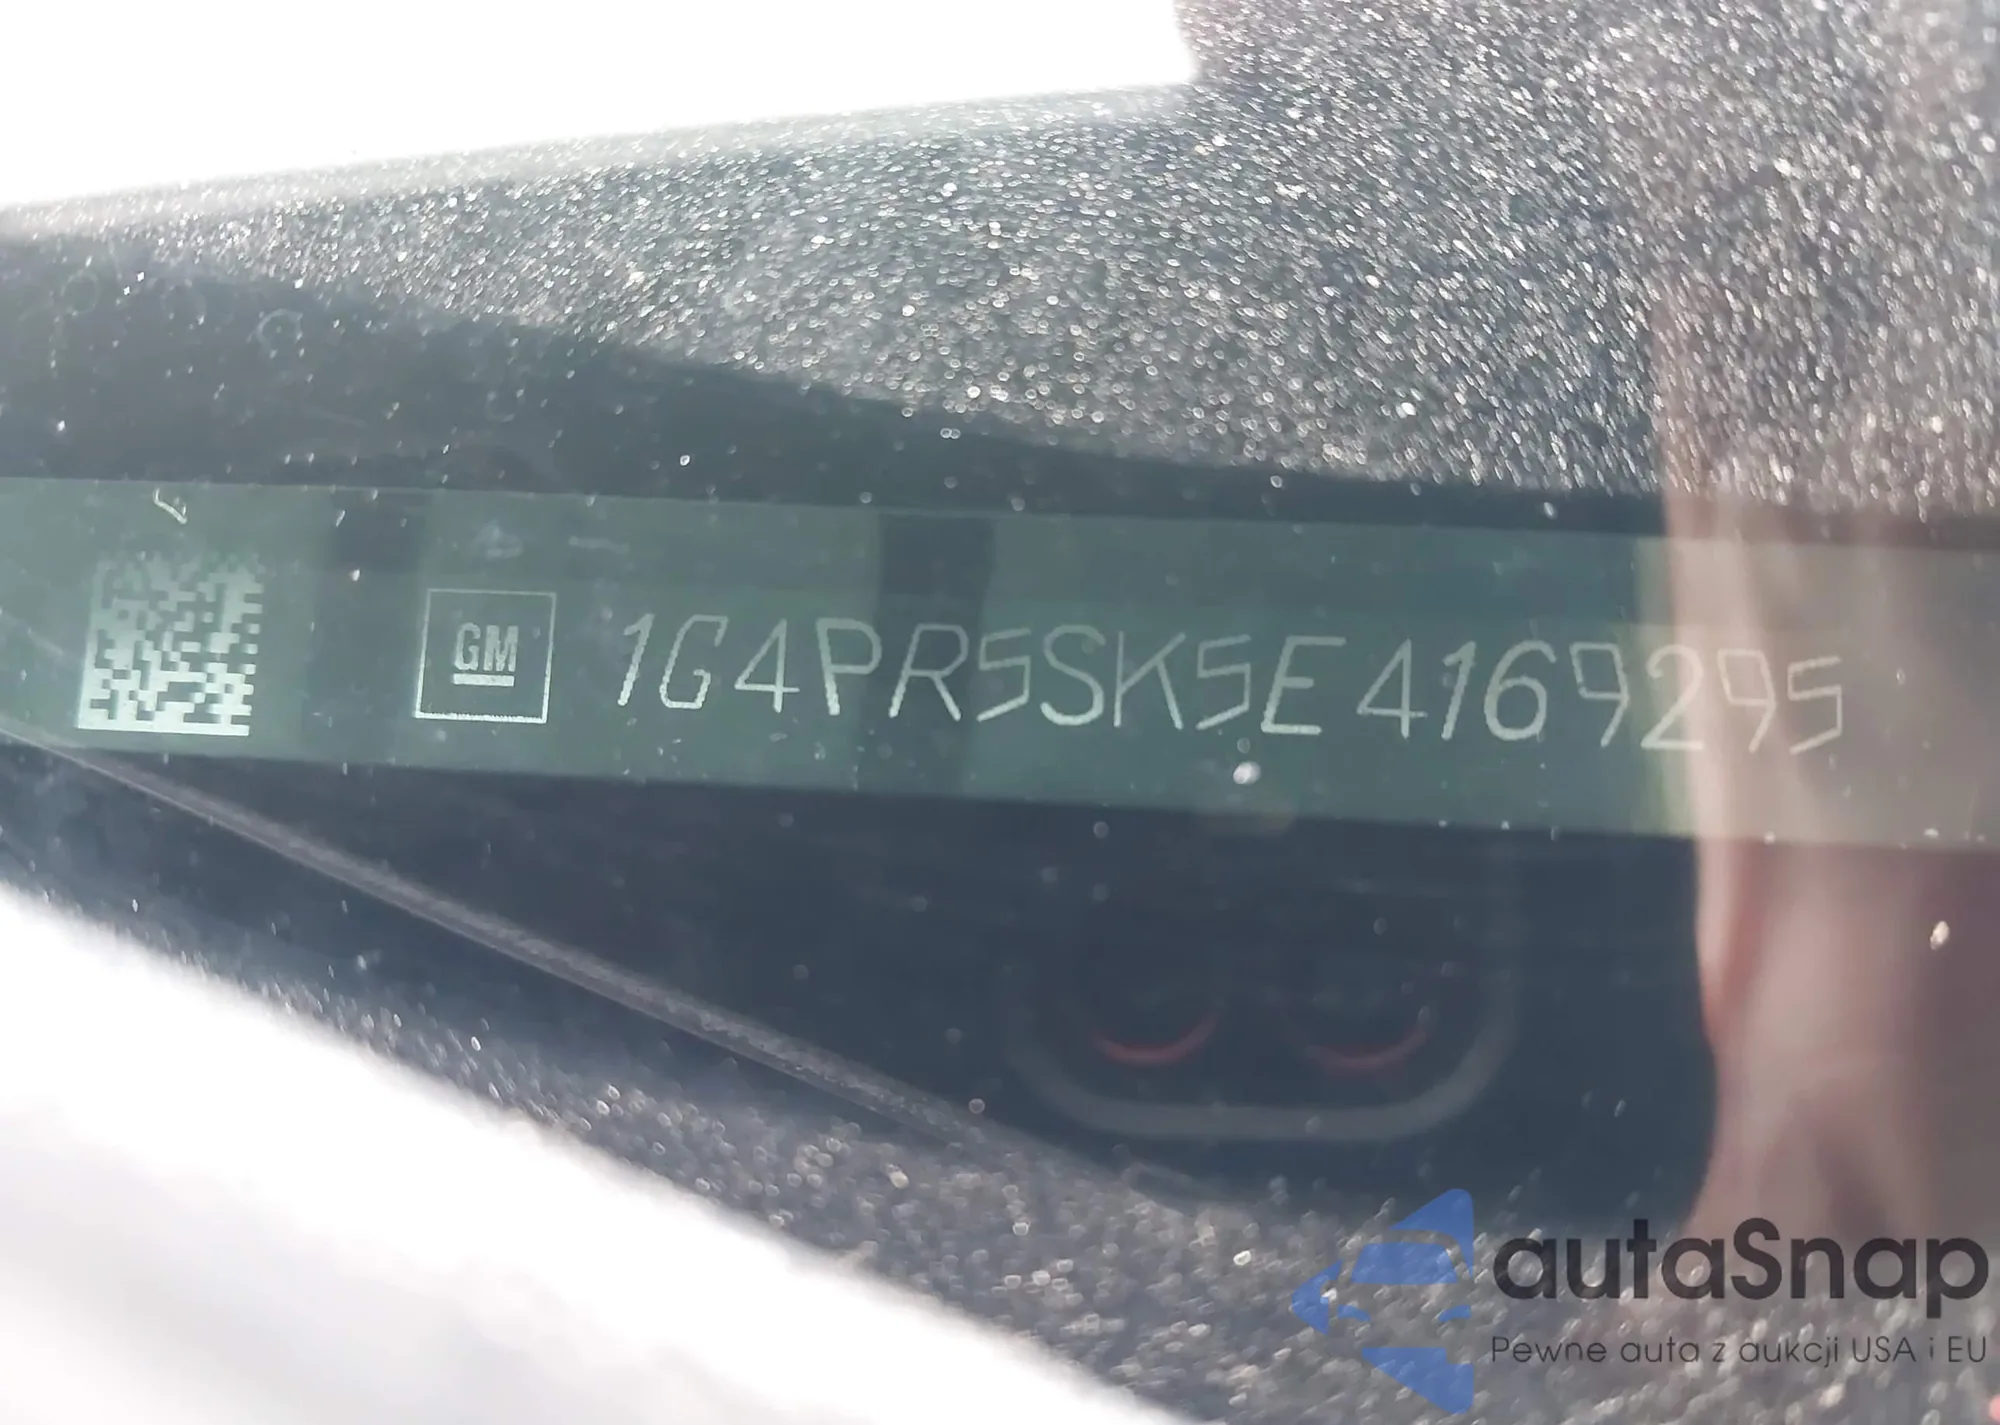 GM 1G4PR5SK5E4169295
autaSnap
Pewne auta z aukcji USA i EU